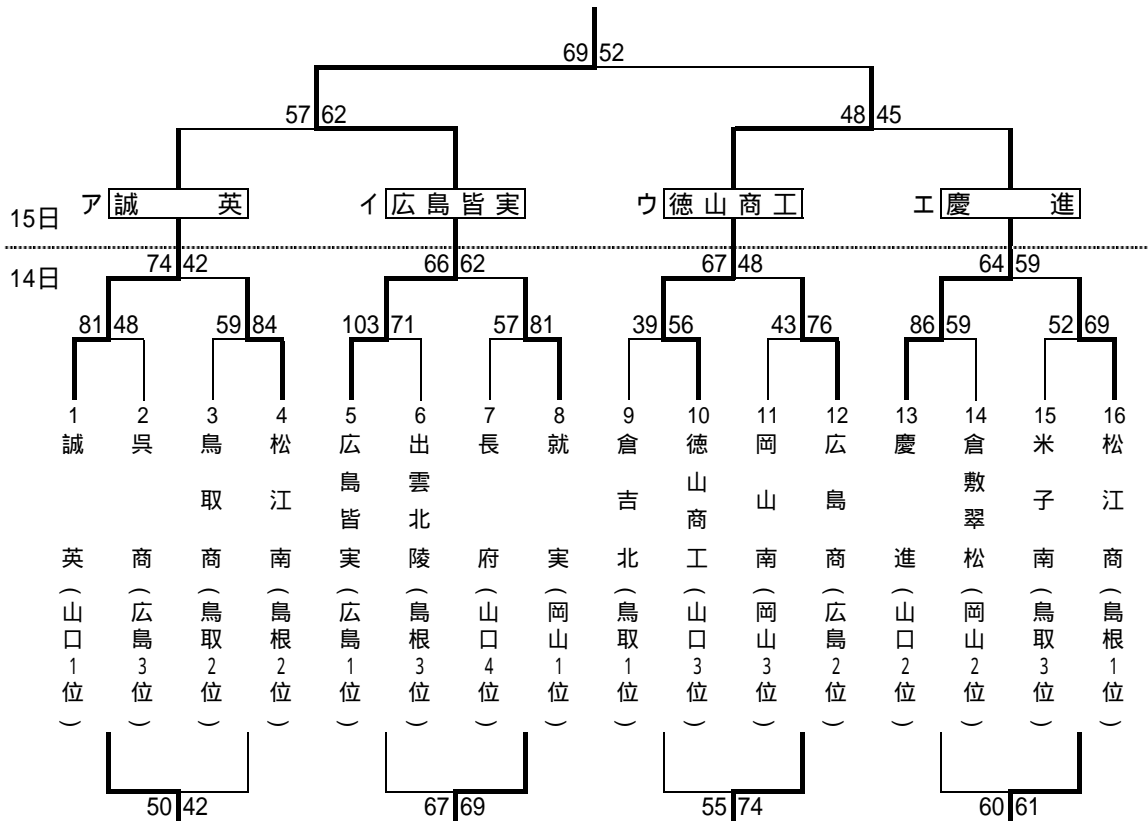 69 52
57 62
48 45
ア 誠 英
イ 広島皆実
ウ 徳山商工
エ 慶 進
15日
14日
74 42
66 62
67 48
64 59
81 48
59 84
103 71
57 81
39 56
43 76
86 59
52 69
1 誠英(山口1位)
2 呉商(広島3位)
3 鳥取商(鳥取2位)
4 松江南(島根2位)
5 広島皆実(広島1位)
6 出雲北陵(島根3位)
7 長府(山口4位)
8 就実(岡山1位)
9 倉吉北(鳥取1位)
10 徳山商工(山口3位)
11 岡山南(岡山3位)
12 広島商(広島2位)
13 慶進(山口2位)
14 倉敷翠松(岡山2位)
15 米子南(鳥取3位)
16 松江商(島根1位)
50 42
67 69
55 74
60 61